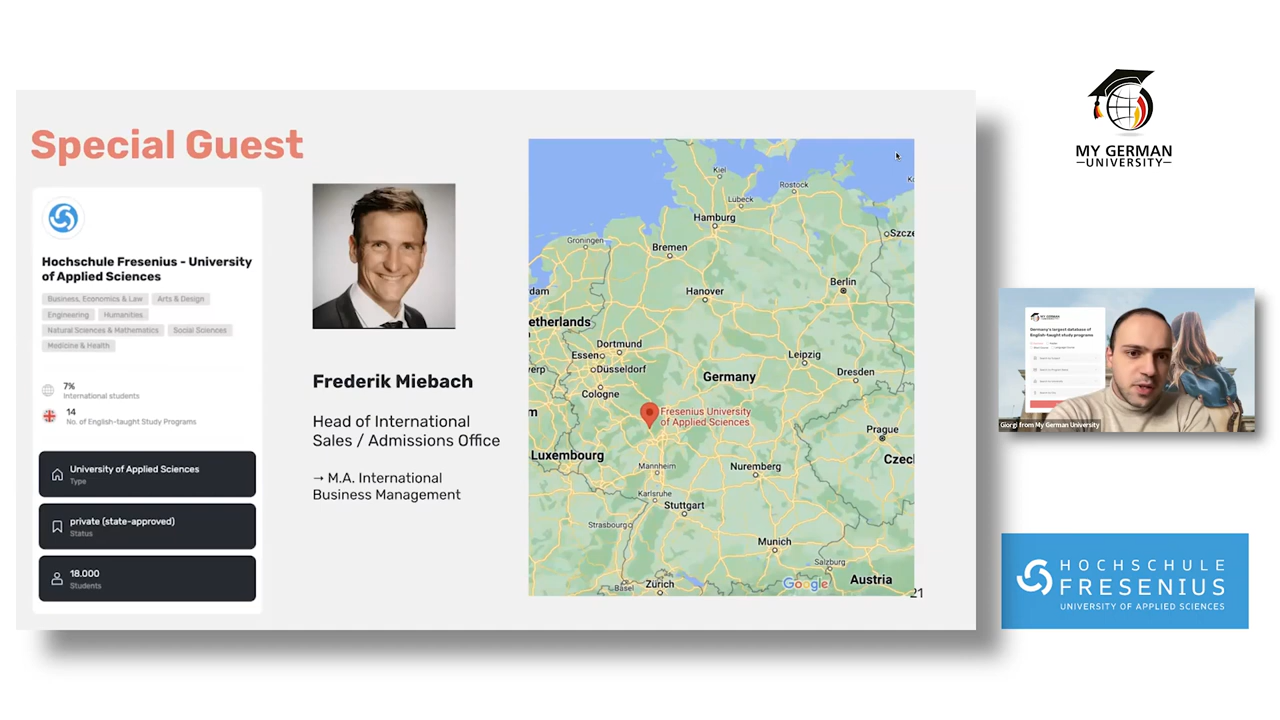 Special Guest
Hochschule Fresenius - University
of Applied Sciences
Business, Economics & Law
Arts & Design
Engineering
Humanities
Natural Sciences & Mathematics
Social Sciences
Medicine & Health
7%
International students
14
No. of English-taught Study Programs
University of Applied Sciences
Type
private (state-approved)
Status
18.000
Students
Frederik Miebach
Head of International
Sales / Admissions Office
→ M.A. International
Business Management
Kiel
Rostock
Lübeck
Hamburg
Szcze
Groningen
Bremen
Berlin
dam
Hanover
etherlands
Dortmund
Essen
Leipzig
erp
Düsseldorf
Dresden
Germany
Cologne
m
Fresenius University
of Applied Sciences
Prague
Luxembourg
Czec
Mannheim
Nuremberg
Karlsruhe
Stuttgart
Strasbourg
Munich
Salzburg
Basel
Zürich
Google
Austria
21
MY GERMAN
UNIVERSITY
MY GERMAN
UNIVERSITY
Germany's largest database of
English-taught study programs
Giorgi from My German University
HOCHSCHULE
FRESENIUS
UNIVERSITY OF APPLIED SCIENCES